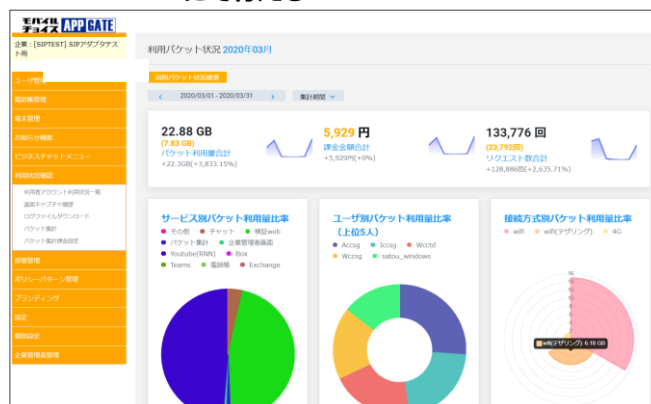 モバイル
チョイス APP GATE
企業 : [SIPTEST] SIPアダプタテス
ト用
ユーザ管理
電話帳管理
端末管理
お知らせ機能
ビジネスチャットメニュー
利用状況確認
利用者アカウント利用状況一覧
画面キャプチャ履歴
ログファイルダウンロード
パケット集計
パケット集計課金設定
部署管理
ポリシーパターン管理
ブランディング
設定
個別設定
企業管理者管理
利用パケット状況 2020年03月
利用パケット状況検索
2020/03/01 - 2020/03/31
集計期間
22.88 GB
(7.83 GB)
パケット利用量合計
+22.3GB(+3,833.15%)
5,929 円
課金金額合計
+5,929円(+0%)
133,776 回
(23,792回)
リクエスト数合計
+128,886回(+2,635.71%)
サービス別パケット利用量比率
その他 チャット 検証web
パケット集計 企業管理者画面
Youtube(RNN) Box
Teams 電話帳 Exchange
ユーザ別パケット利用量比率
（上位5人）
Accsg Iccsg Wcctd
Wccsg satou_windows
接続方式別パケット利用量比率
wifi wifi(テザリング) 4G
16
14
12
10
8
6
4
2
wifi(テザリング): 6.18 GB